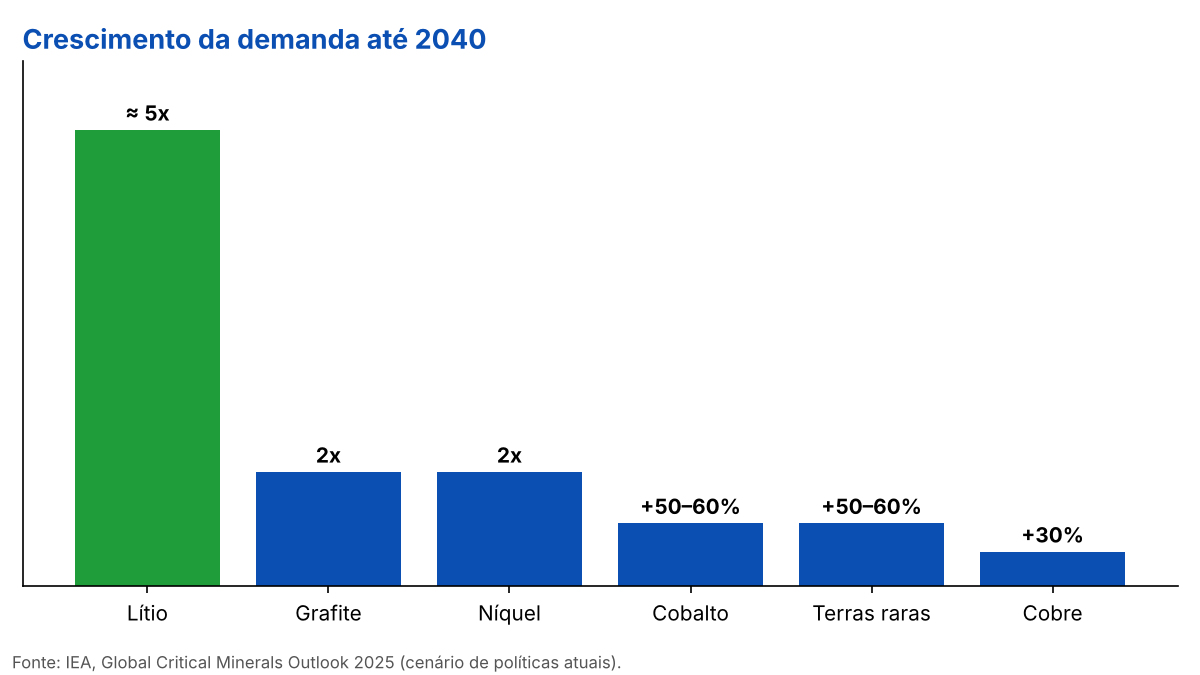 Crescimento da demanda até 2040
≈ 5x
2x
2x
+50–60%
+50–60%
+30%
Lítio
Grafite
Níquel
Cobalto
Terras raras
Cobre
Fonte: IEA, Global Critical Minerals Outlook 2025 (cenário de políticas atuais).